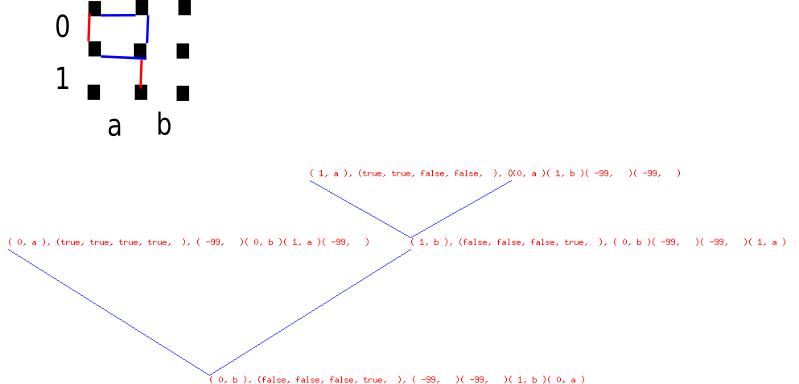 0
1
a b
( 1, a ), (true, true, false, false, ), (X0, a )( 1, b )( -99, )( -99, )
( 0, a ), (true, true, true, true, ), ( -99, )( 0, b )( 1, a )( -99, )
( 1, b ), (false, false, false, true, ), ( 0, b )( -99, )( -99, )( 1, a )
( 0, b ), (false, false, false, true, ), ( -99, )( -99, )( 1, b )( 0, a )